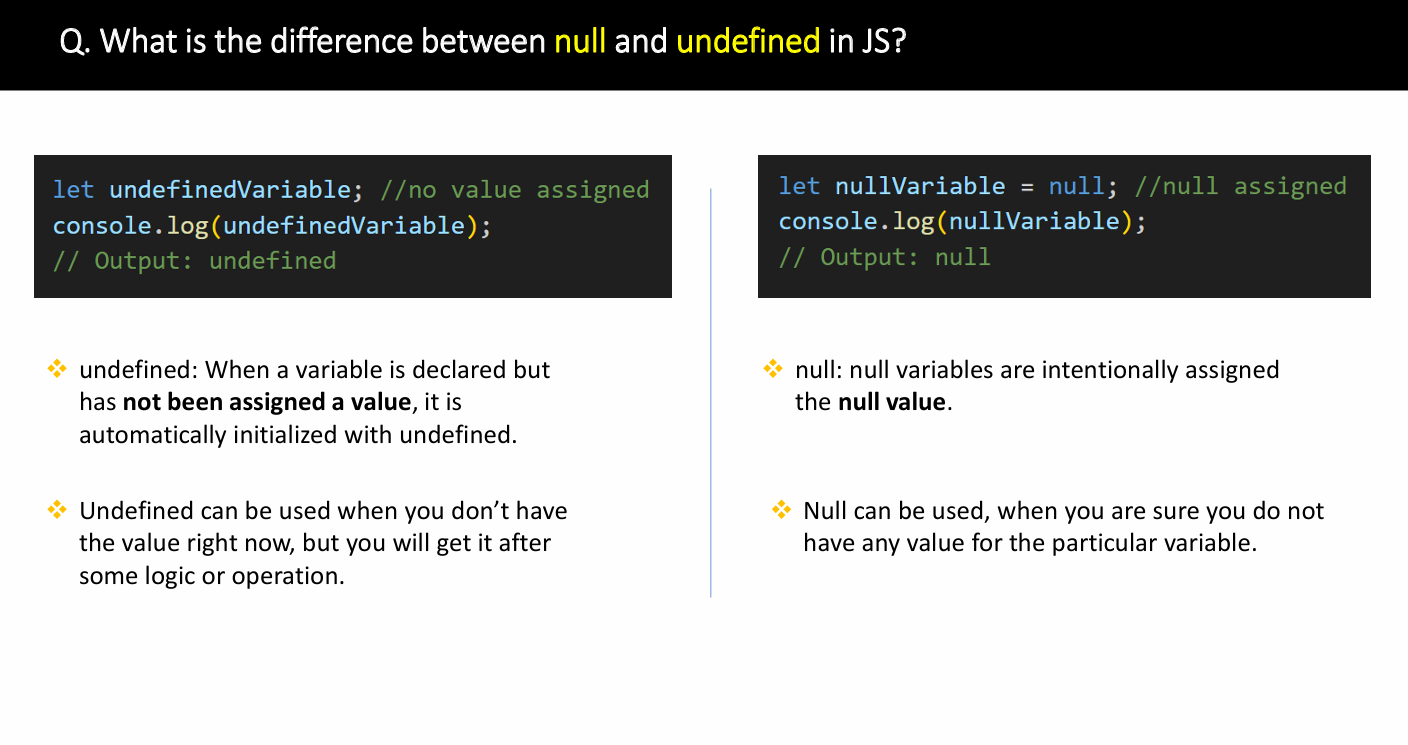 Q. What is the difference between null and undefined in JS?
let undefinedVariable; //no value assigned
console.log(undefinedVariable);
// Output: undefined
undefined: When a variable is declared but
has not been assigned a value, it is
automatically initialized with undefined.
Undefined can be used when you don’t have
the value right now, but you will get it after
some logic or operation.
let nullVariable = null; //null assigned
console.log(nullVariable);
// Output: null
null: null variables are intentionally assigned
the null value.
Null can be used, when you are sure you do not
have any value for the particular variable.